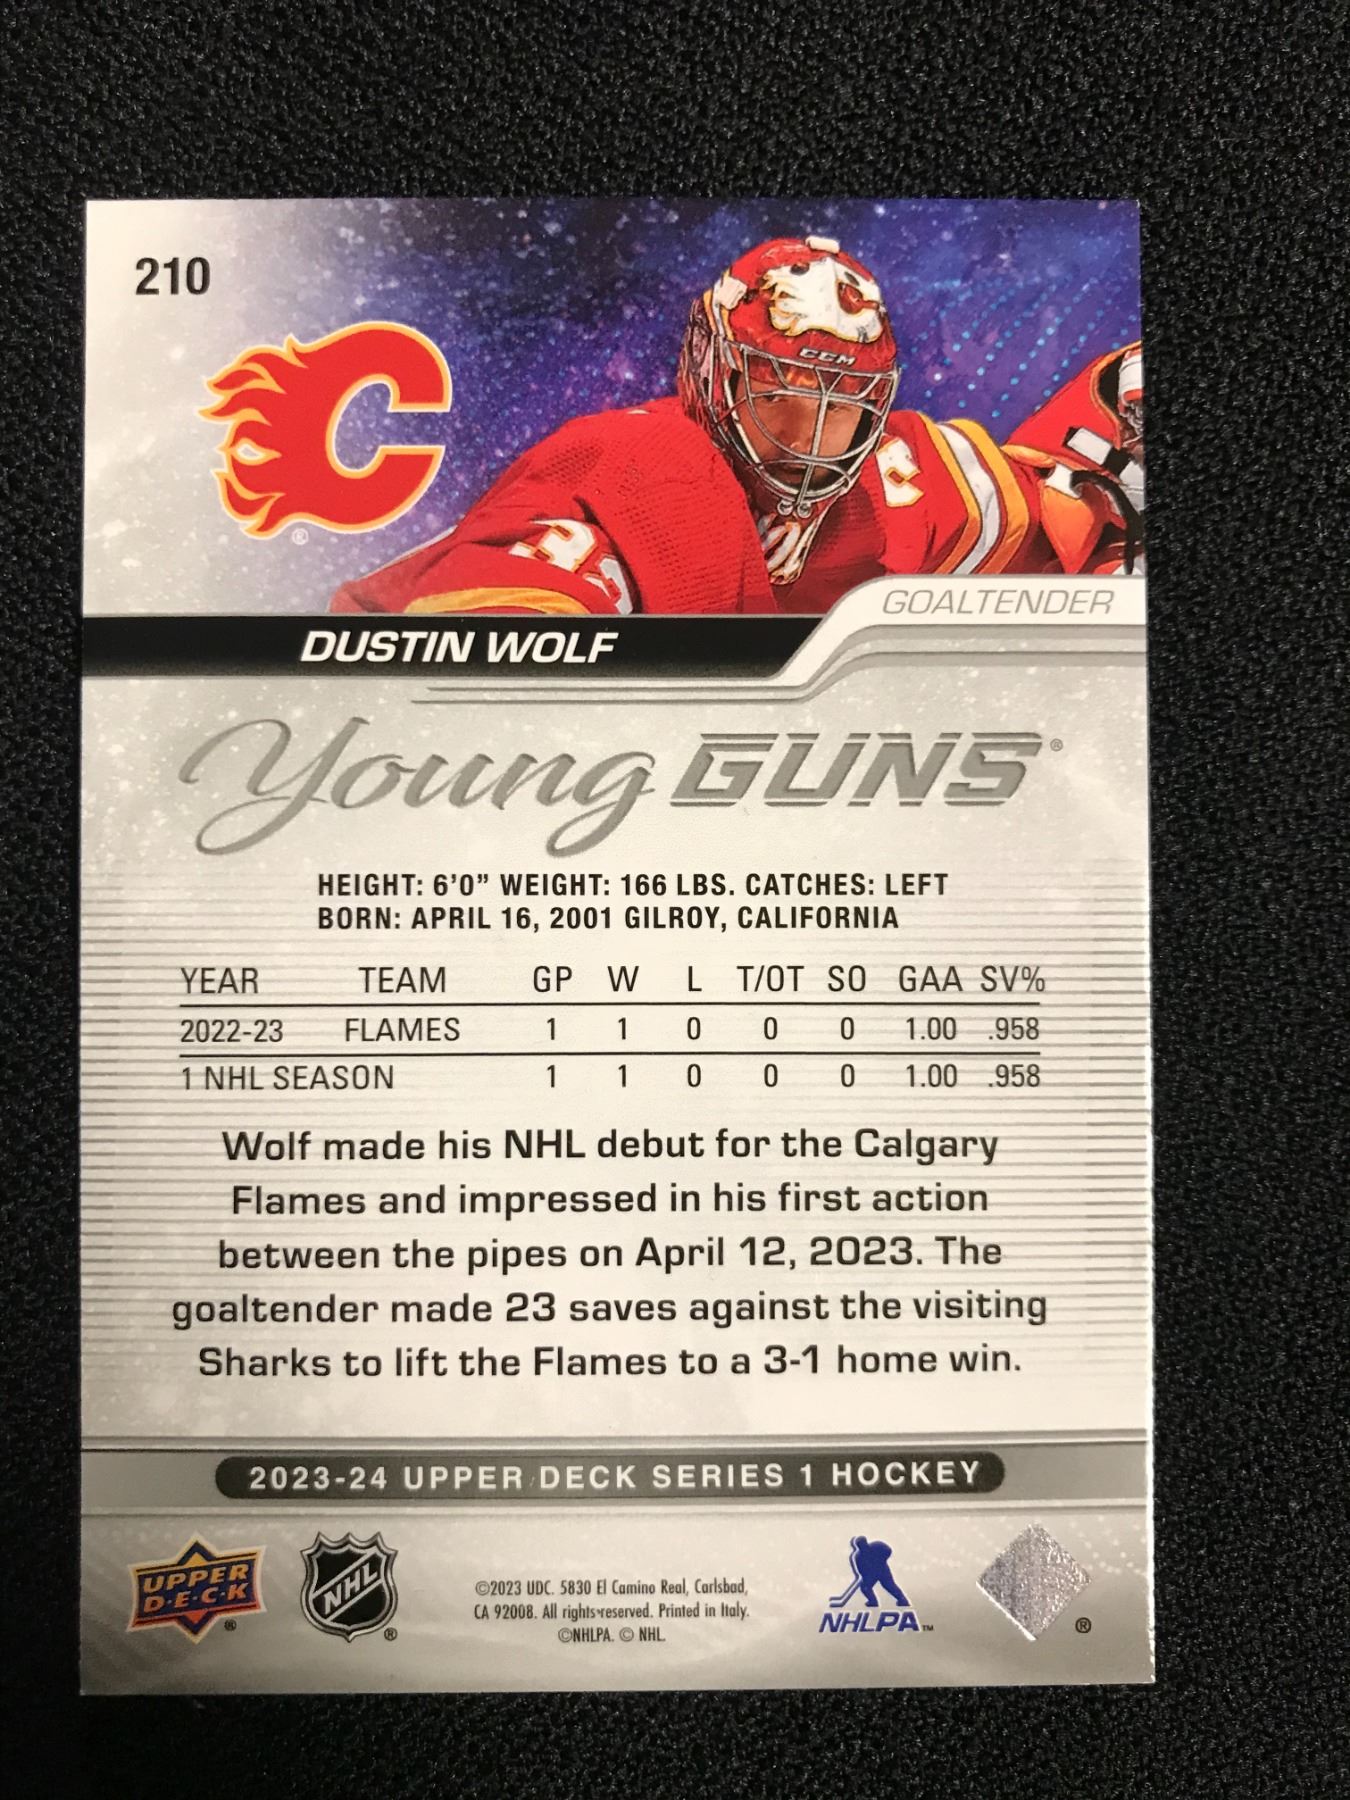 210
CCM
C
32
GOALTENDER
DUSTIN WOLF
Young GUNS®
HEIGHT: 6'0" WEIGHT: 166 LBS. CATCHES: LEFT
BORN: APRIL 16, 2001 GILROY, CALIFORNIA
YEAR TEAM GP W L T/OT SO GAA SV%
2022-23 FLAMES 1 1 0 0 0 1.00 .958
1 NHL SEASON 1 1 0 0 0 1.00 .958
Wolf made his NHL debut for the Calgary
Flames and impressed in his first action
between the pipes on April 12, 2023. The
goaltender made 23 saves against the visiting
Sharks to lift the Flames to a 3-1 home win.
2023-24 UPPER DECK SERIES 1 HOCKEY
UPPER
D·E·C·K
®
NHL
®
©2023 UDC. 5830 El Camino Real, Carlsbad,
CA 92008. All rights reserved. Printed in Italy.
©NHLPA. © NHL.
NHLPA™
®